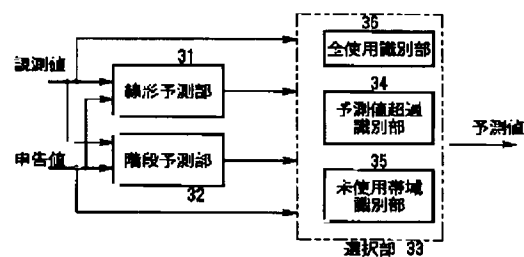 36
全使用識別部
観測値
31
線形予測部
34
予測値超過
識別部
予測値
申告値
階段予測部
32
35
未使用帯域
識別部
選択部 33